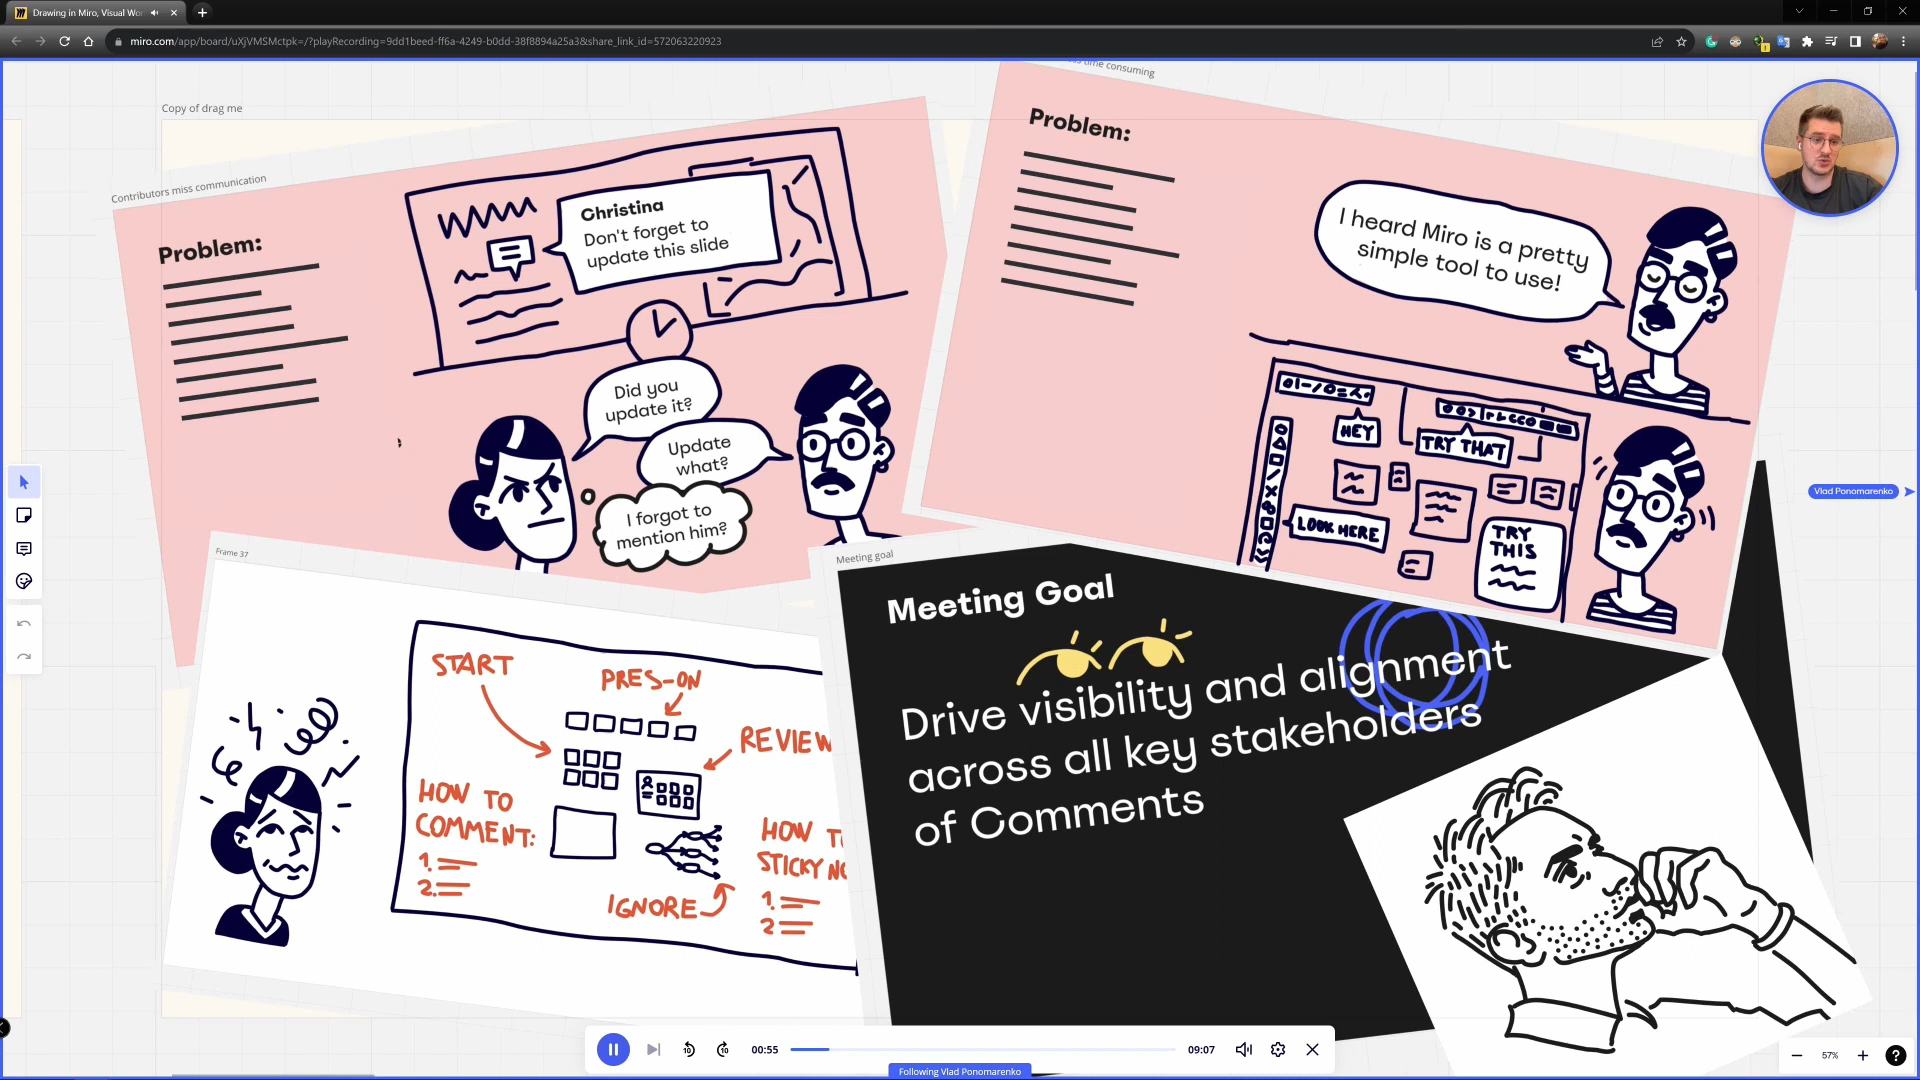 Drawing in Miro, Visual Wo
miro.com/app/board/uXjVMSMctpk=/?playRecording=9dd1beed-ff6a-4249-b0dd-38f8894a25a3&share_link_id=572063220923
Copy of drag me
time consuming
Contributors miss communication
Problem:
Christina
Don't forget to
update this slide
Did you
update it?
Update
what?
I forgot to
mention him?
Problem:
I heard Miro is a pretty
simple tool to use!
HEY
TRY THAT
LOOK HERE
TRY
THIS
Vlad Ponomarenko
Frame 37
START
PRES-ON
REVIEW
HOW TO
COMMENT:
1.
2.
HOW T
STICKY NO
1.
2
IGNORE
Meeting goal
Meeting Goal
Drive visibility and alignment
across all key stakeholders
of Comments
10
10
00:55
09:07
Following Vlad Ponomarenko
57%